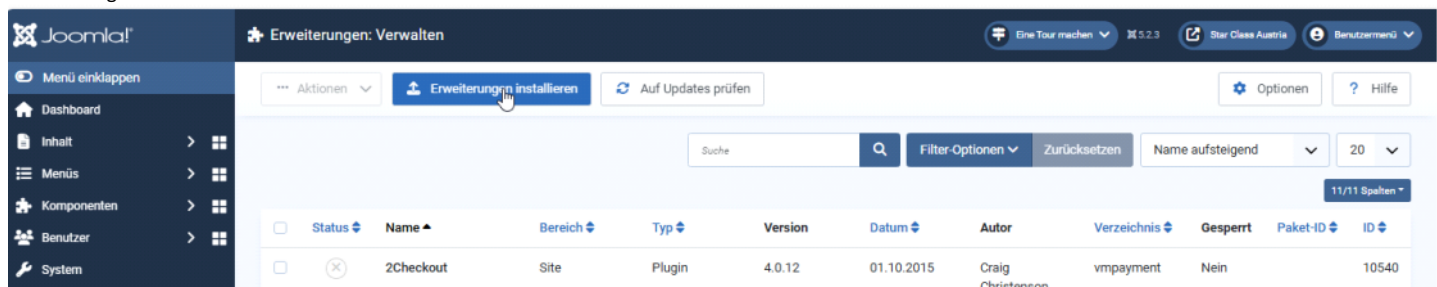 Joomla!
Erweiterungen: Verwalten
Eine Tour machen
5.2.3
Star Class Austria
Benutzermenü
Menü einklappen
Dashboard
Inhalt
Menüs
Komponenten
Benutzer
System
Aktionen
Erweiterungen installieren
Auf Updates prüfen
Optionen
? Hilfe
Suche
Filter-Optionen
Zurücksetzen
Name aufsteigend
20
11/11 Spalten
Status Name Bereich Typ Version Datum Autor Verzeichnis Gesperrt Paket-ID ID
2Checkout Site Plugin 4.0.12 01.10.2015 Craig vmpayment Nein 10540
Christenson